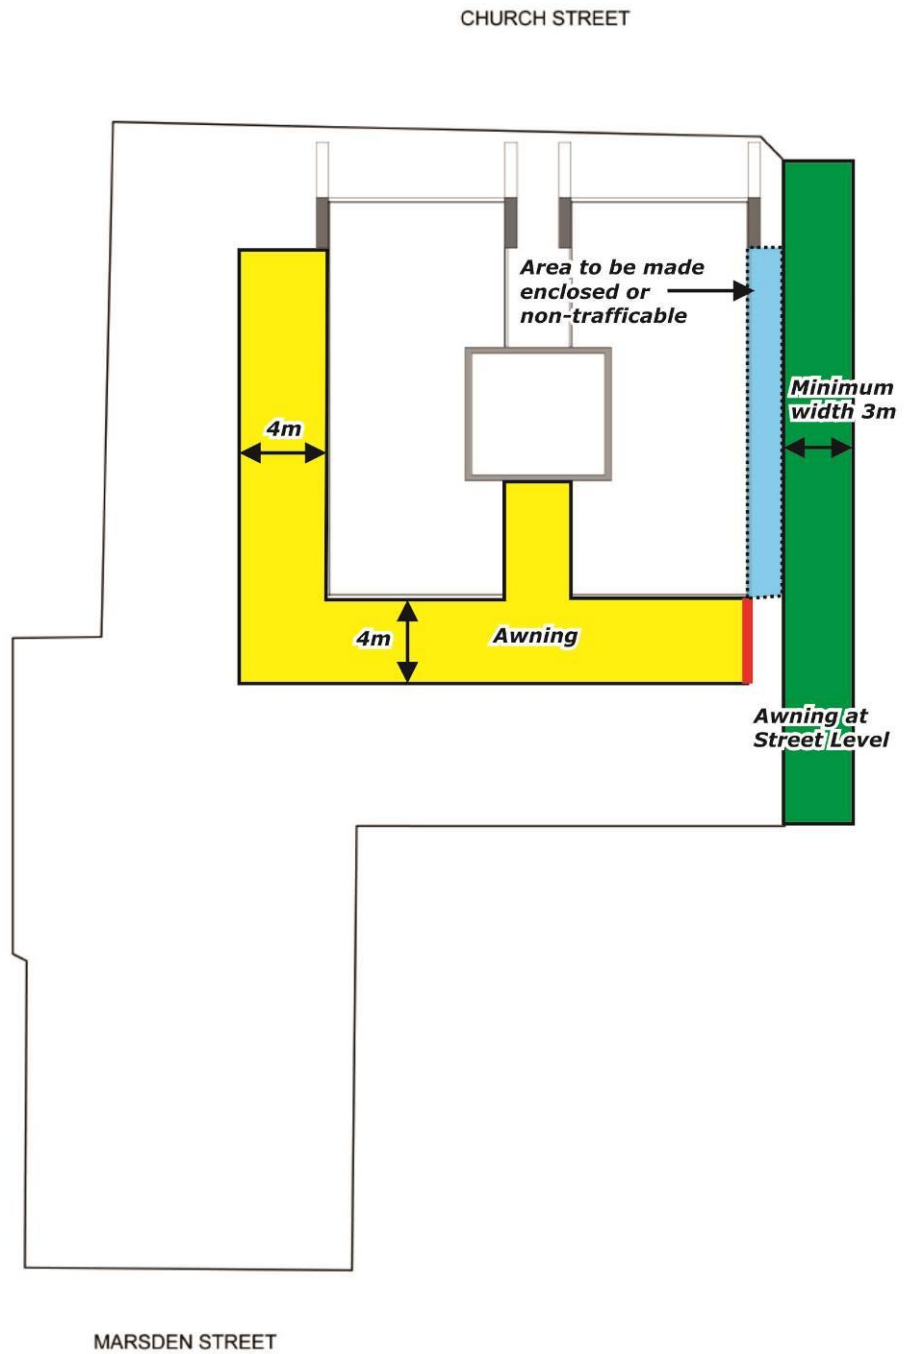 CHURCH STREET
Area to be made
enclosed or
non-trafficable
Minimum
width 3m
4m
4m
Awning
Awning at
Street Level
MARSDEN STREET